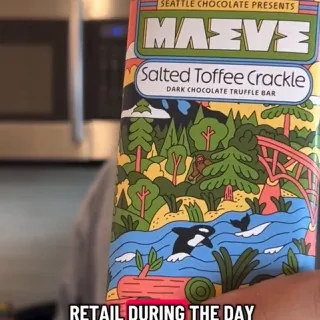 SEATTLE CHOCOLATE PRESENTS
MAEVE
Salted Toffee Crackle
DARK CHOCOLATE TRUFFLE BAR
RETAIL DURING THE DAY